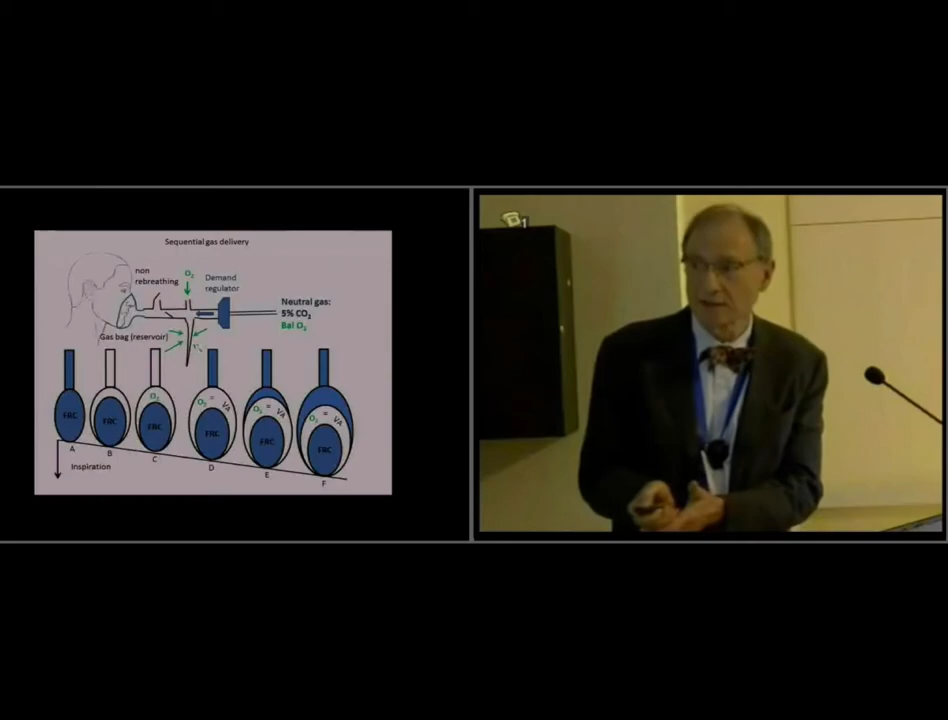 Sequential gas delivery
non
rebreathing
O₂
Demand
regulator
Neutral gas:
5% CO₂
Bal O₂
Gas bag (reservoir)
FRC
FRC
O₂
FRC
O₂ = VA
FRC
O₂ = VA
FRC
O₂ = VA
FRC
A
B
C
D
E
F
Inspiration
1